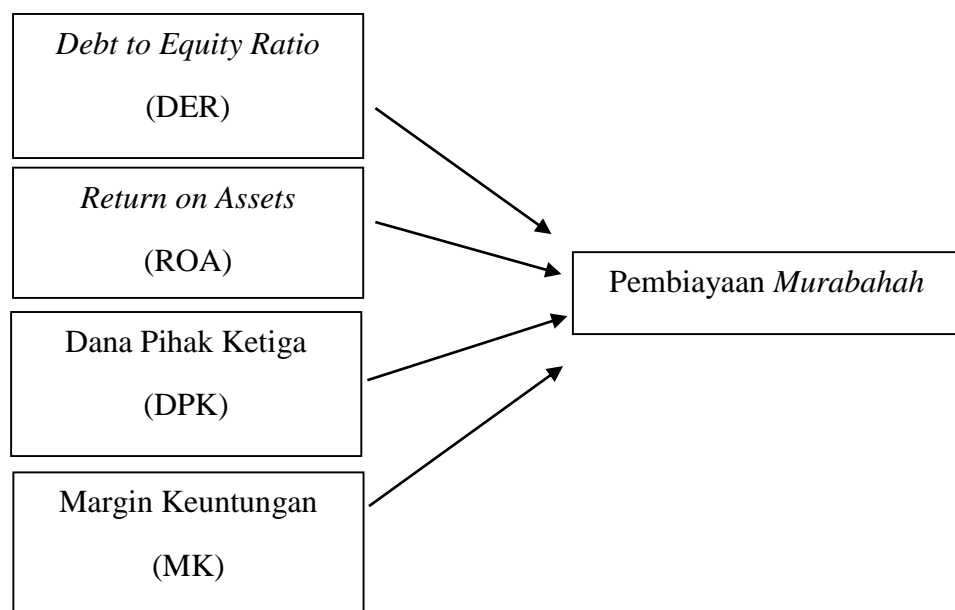 Debt to Equity Ratio
(DER)
Return on Assets
(ROA)
Dana Pihak Ketiga
(DPK)
Margin Keuntungan
(MK)
Pembiayaan Murabahah